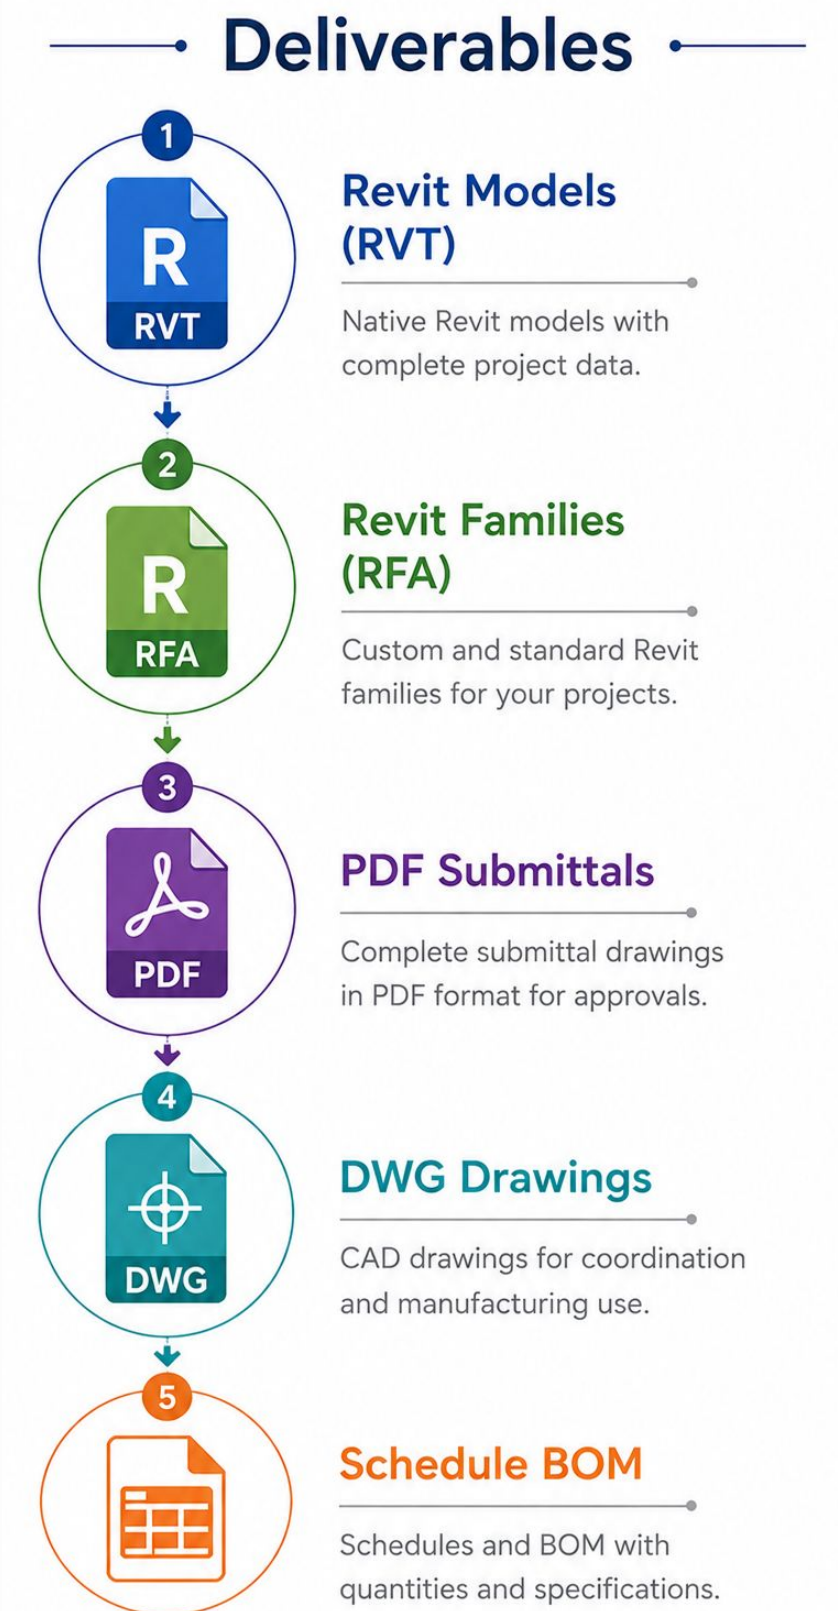 Deliverables
1
R
RVT
Revit Models
(RVT)
Native Revit models with
complete project data.
2
R
RFA
Revit Families
(RFA)
Custom and standard Revit
families for your projects.
3
PDF
PDF Submittals
Complete submittal drawings
in PDF format for approvals.
4
DWG
DWG Drawings
CAD drawings for coordination
and manufacturing use.
5
Schedule BOM
Schedules and BOM with
quantities and specifications.